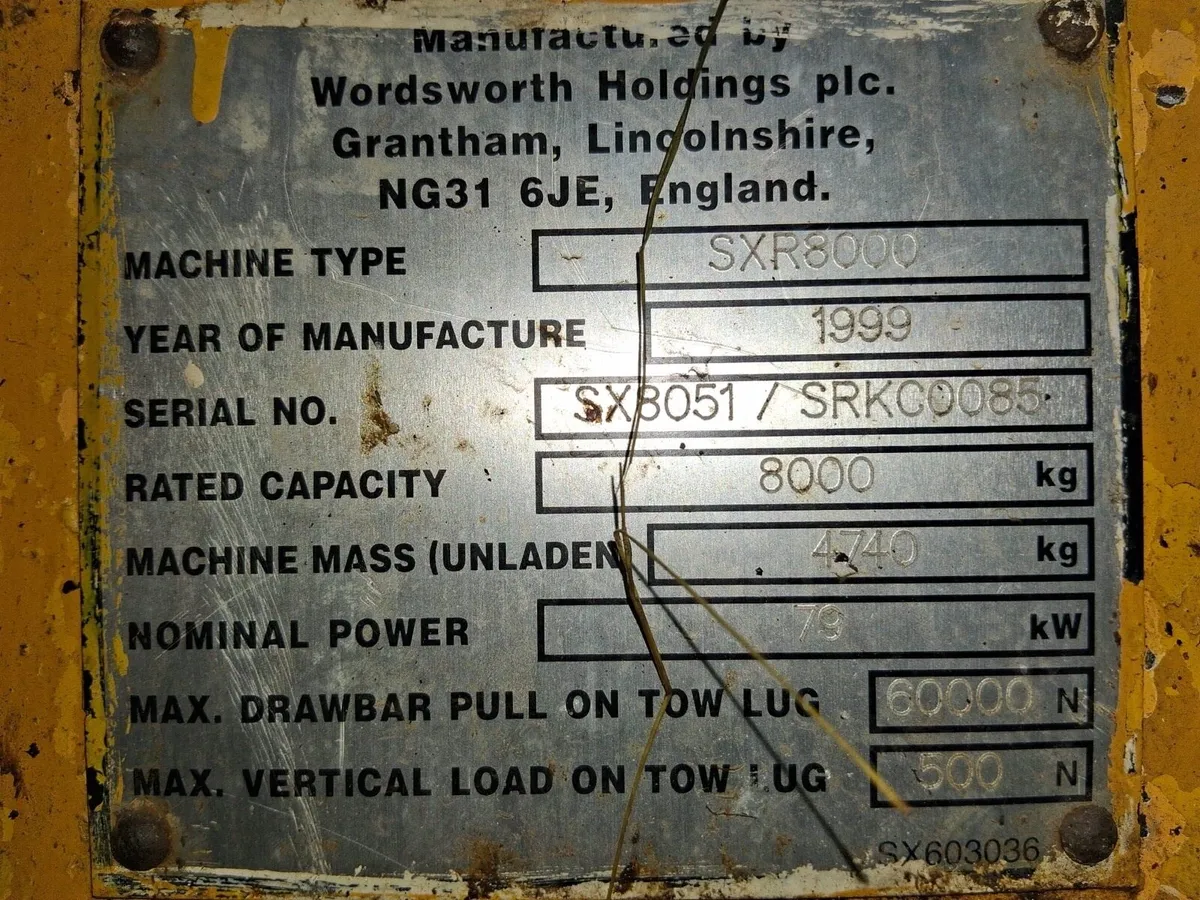 Manufactured by
Wordsworth Holdings plc.
Grantham, Lincolnshire,
NG31 6JE, England.
MACHINE TYPE SXR8000
YEAR OF MANUFACTURE 1999
SERIAL NO. SX8051 / SRKC0085
RATED CAPACITY 8000 kg
MACHINE MASS (UNLADEN) 4740 kg
NOMINAL POWER 79 kW
MAX. DRAWBAR PULL ON TOW LUG 60000 N
MAX. VERTICAL LOAD ON TOW LUG 500 N
SX603036